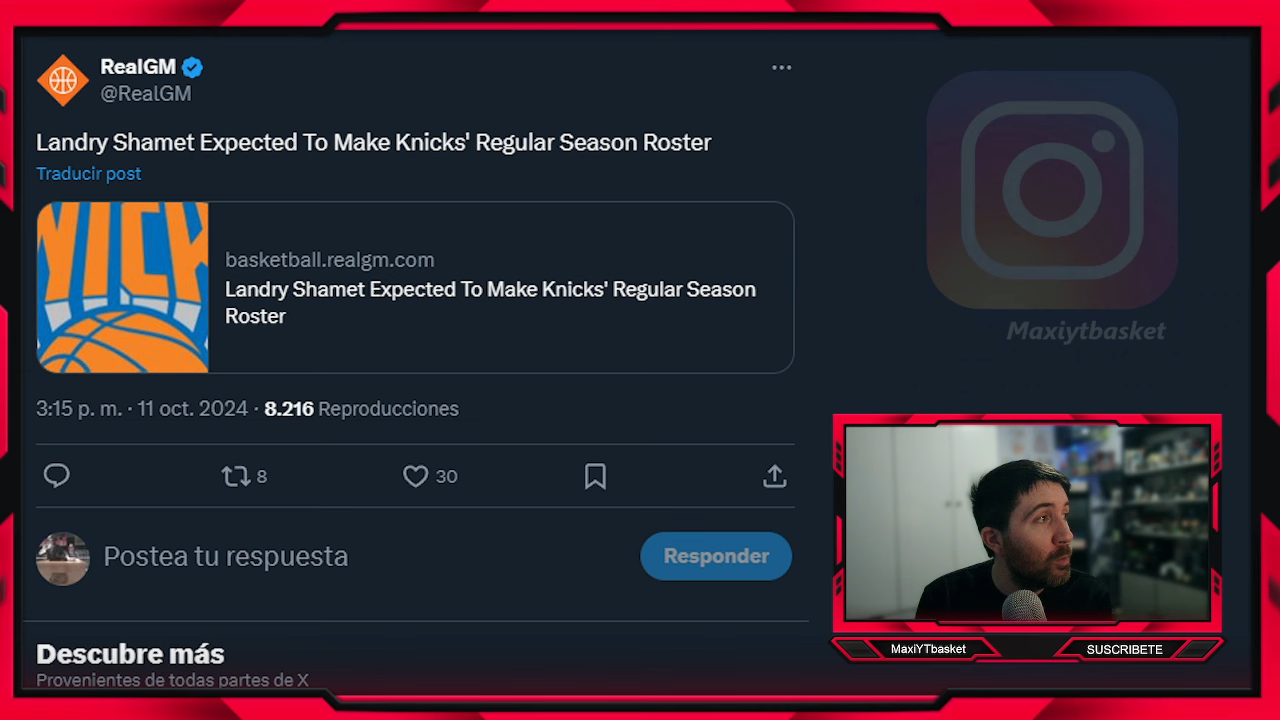 RealGM
@RealGM
Landry Shamet Expected To Make Knicks' Regular Season Roster
Traducir post
NICK
basketball.realgm.com
Landry Shamet Expected To Make Knicks' Regular Season
Roster
3:15 p. m. · 11 oct. 2024 · 8.216 Reproducciones
8
30
Postea tu respuesta
Responder
Descubre más
Provenientes de todas partes de X
Maxiytbasket
MaxiYTbasket
SUSCRIBETE